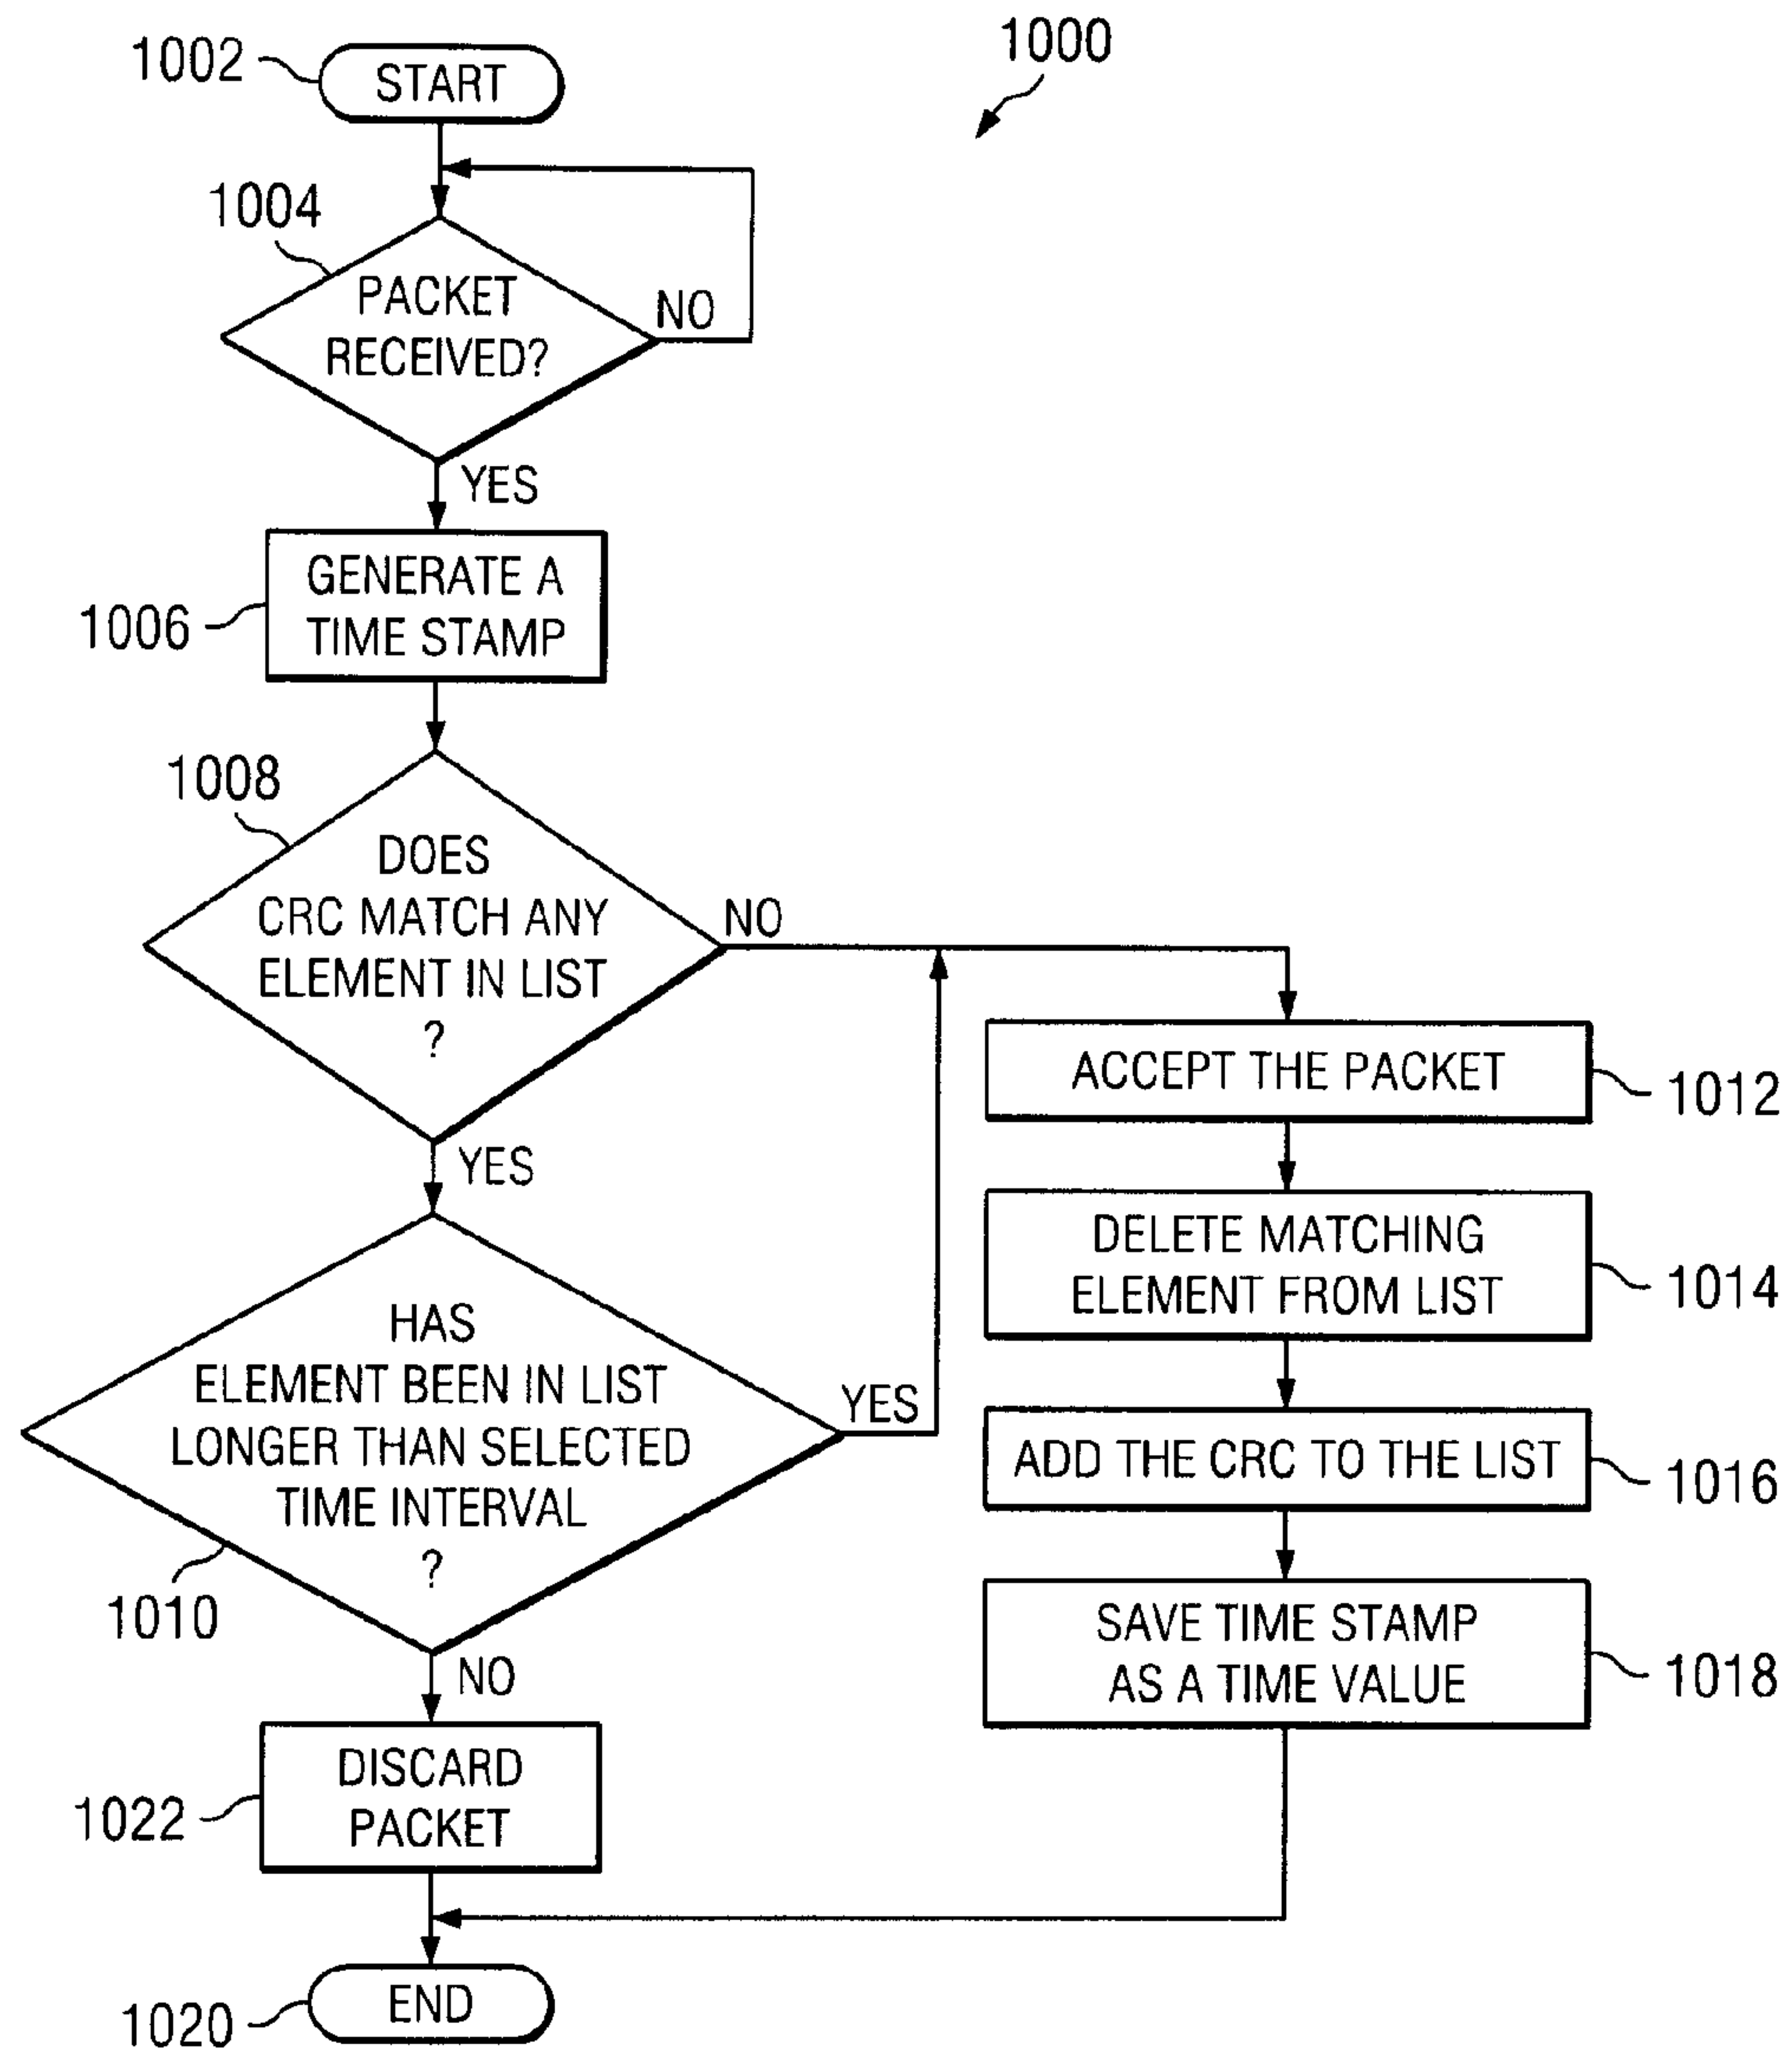 1000
1002
START
1004
PACKET
RECEIVED?
NO
YES
GENERATE A
TIME STAMP
1006
1008
DOES
CRC MATCH ANY
ELEMENT IN LIST
?
NO
YES
HAS
ELEMENT BEEN IN LIST
LONGER THAN SELECTED
TIME INTERVAL
?
YES
1010
NO
DISCARD
PACKET
1022
END
1020
ACCEPT THE PACKET
1012
DELETE MATCHING
ELEMENT FROM LIST
1014
ADD THE CRC TO THE LIST
1016
SAVE TIME STAMP
AS A TIME VALUE
1018